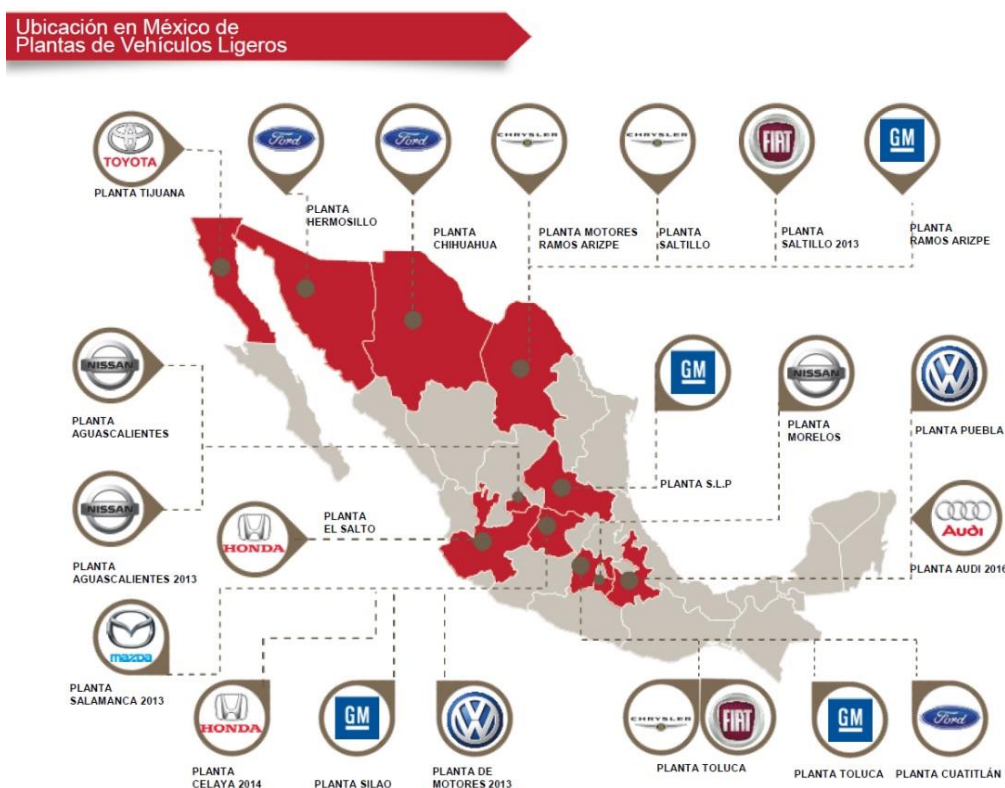 Ubicación en México de
Plantas de Vehículos Ligeros
TOYOTA
PLANTA TIJUANA
Ford
PLANTA
HERMOSILLO
Ford
PLANTA
CHIHUAHUA
CHRYSLER
PLANTA MOTORES
RAMOS ARIZPE
CHRYSLER
PLANTA
SALTILLO
FIAT
PLANTA
SALTILLO 2013
GM
PLANTA
RAMOS ARIZPE
NISSAN
PLANTA
AGUASCALIENTES
GM
PLANTA S.L.P
NISSAN
PLANTA
MORELOS
PLANTA PUEBLA
NISSAN
PLANTA
AGUASCALIENTES 2013
HONDA
PLANTA
EL SALTO
Audi
PLANTA AUDI 2016
mazda
PLANTA
SALAMANCA 2013
HONDA
PLANTA
CELAYA 2014
GM
PLANTA SILAO
PLANTA DE
MOTORES 2013
CHRYSLER
FIAT
PLANTA TOLUCA
GM
PLANTA TOLUCA
Ford
PLANTA CUATITLÁN